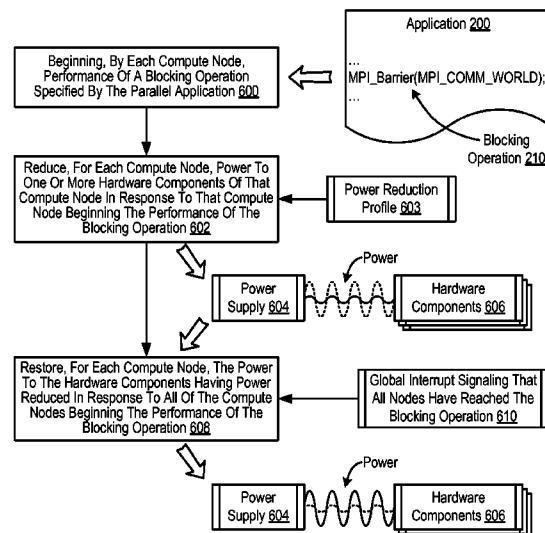 Application 200
...
MPI_Barrier(MPI_COMM_WORLD);
...
Blocking
Operation 210
Beginning, By Each Compute Node,
Performance Of A Blocking Operation
Specified By The Parallel Application 600
Reduce, For Each Compute Node, Power To
One Or More Hardware Components Of That
Compute Node In Response To That Compute
Node Beginning The Performance Of The
Blocking Operation 602
Power Reduction
Profile 603
Power
Power
Supply 604
Hardware
Components 606
Restore, For Each Compute Node, The Power
To The Hardware Components Having Power
Reduced In Response To All Of The Compute
Nodes Beginning The Performance Of The
Blocking Operation 608
Global Interrupt Signaling That
All Nodes Have Reached The
Blocking Operation
610
Power
Power
Supply 604
Hardware
Components 606